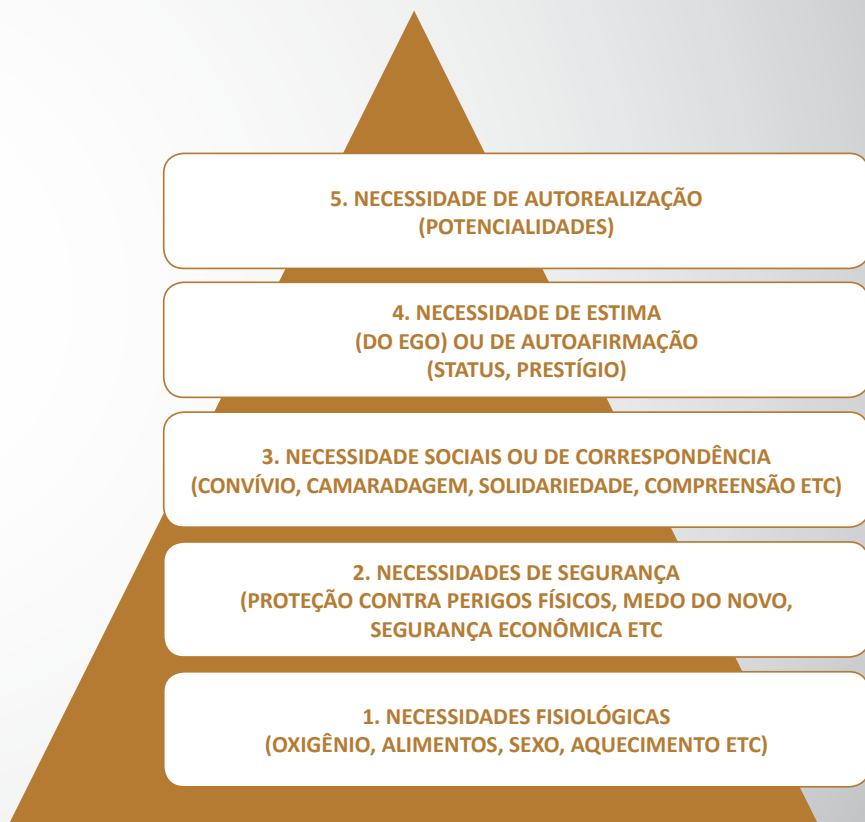 5. NECESSIDADE DE AUTOREALIZAÇÃO
(POTENCIALIDADES)
4. NECESSIDADE DE ESTIMA
(DO EGO) OU DE AUTOAFIRMAÇÃO
(STATUS, PRESTÍGIO)
3. NECESSIDADE SOCIAIS OU DE CORRESPONDÊNCIA
(CONVÍVIO, CAMARADAGEM, SOLIDARIEDADE, COMPREENSÃO ETC)
2. NECESSIDADES DE SEGURANÇA
(PROTEÇÃO CONTRA PERIGOS FÍSICOS, MEDO DO NOVO,
SEGURANÇA ECONÔMICA ETC
1. NECESSIDADES FISIOLÓGICAS
(OXIGÊNIO, ALIMENTOS, SEXO, AQUECIMENTO ETC)